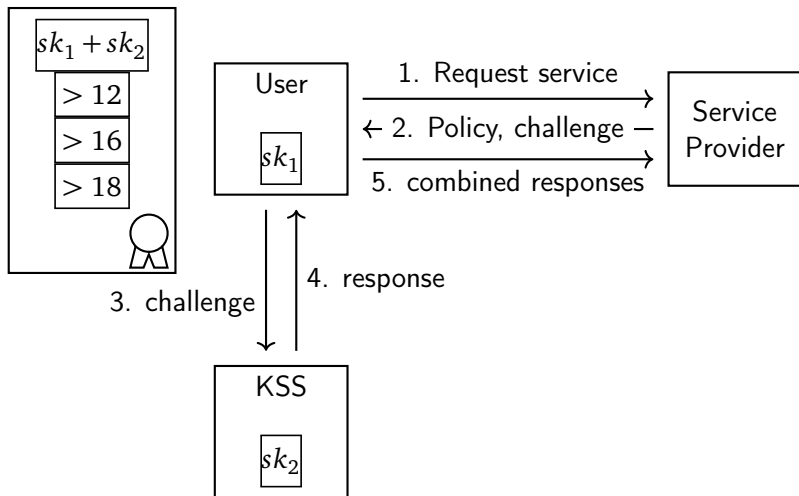 sk₁ + sk₂
> 12
> 16
> 18
User
sk₁
1. Request service
2. Policy, challenge
5. combined responses
Service
Provider
3. challenge
4. response
KSS
sk₂